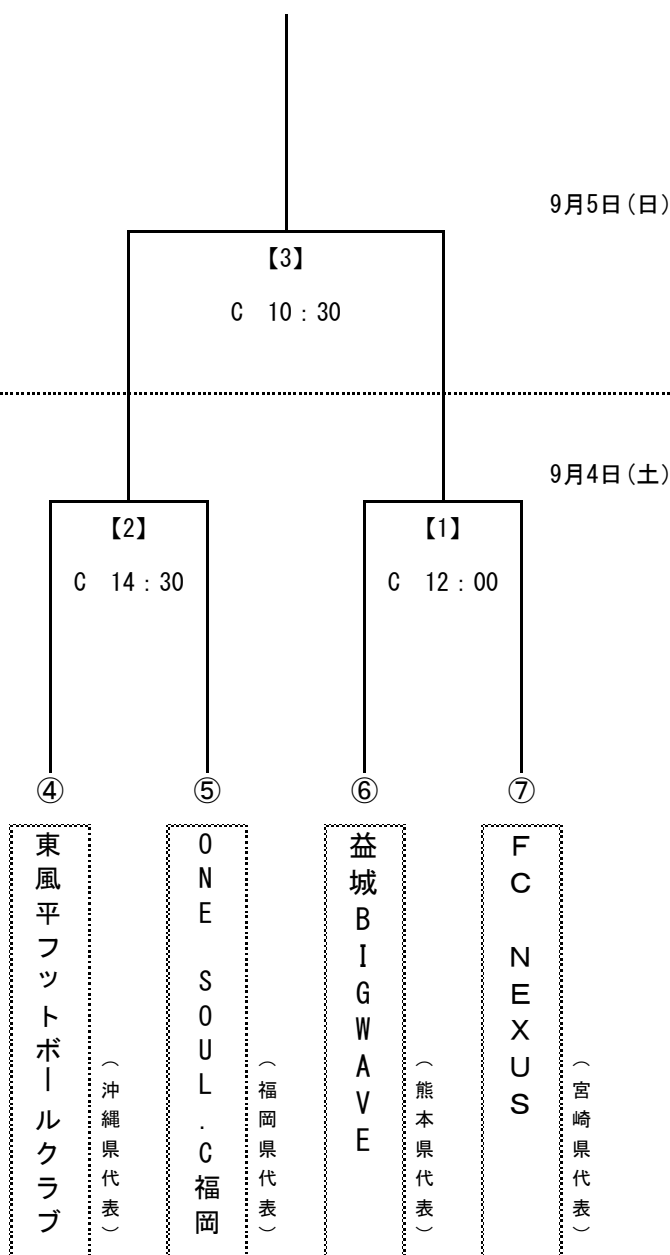 9月5日(日)
【3】
C 10:30
9月4日(土)
【2】
【1】
C 14:30
C 12:00
④
⑤
⑥
⑦
東風平フットボールクラブ
(沖縄県代表)
ONE SOUL.C福岡
(福岡県代表)
益城BIGWAVE
(熊本県代表)
FC NEXUS
(宮崎県代表)